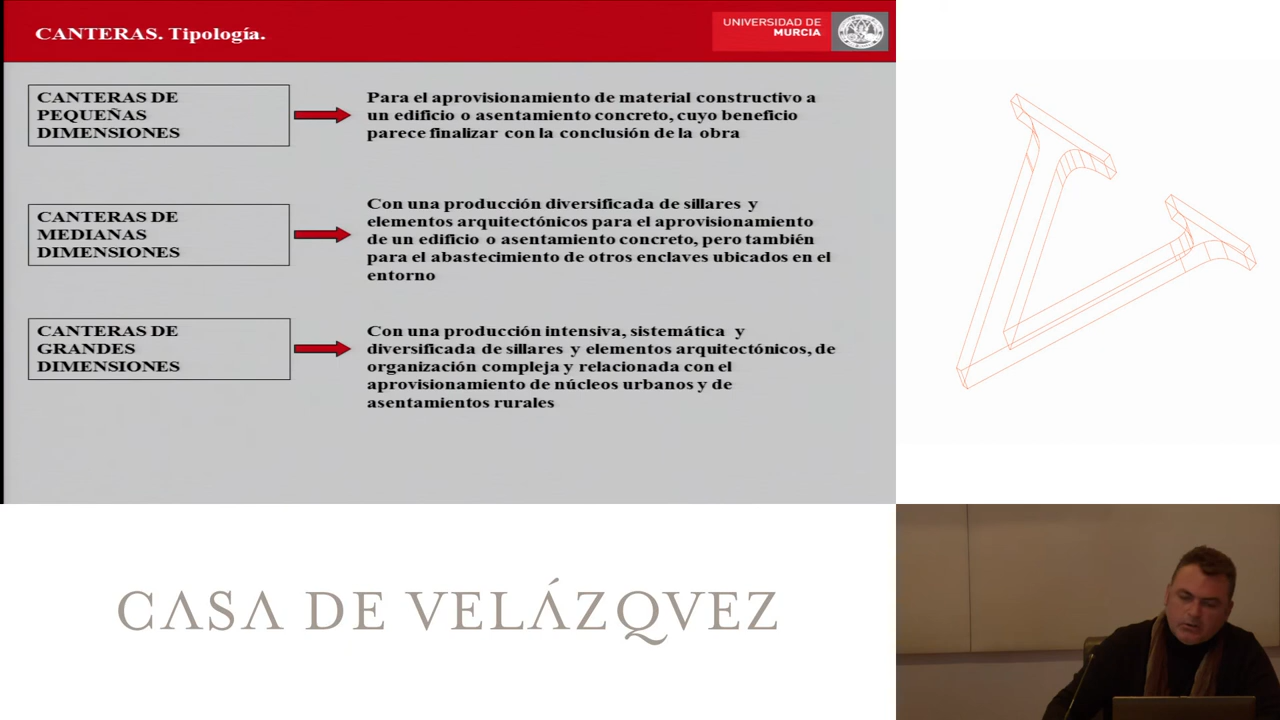 CANTERAS. Tipología.
UNIVERSIDAD DE
MURCIA
CANTERAS DE
PEQUEÑAS
DIMENSIONES
Para el aprovisionamiento de material constructivo a
un edificio o asentamiento concreto, cuyo beneficio
parece finalizar con la conclusión de la obra
CANTERAS DE
MEDIANAS
DIMENSIONES
Con una producción diversificada de sillares y
elementos arquitectónicos para el aprovisionamiento
de un edificio o asentamiento concreto, pero también
para el abastecimiento de otros enclaves ubicados en el
entorno
CANTERAS DE
GRANDES
DIMENSIONES
Con una producción intensiva, sistemática y
diversificada de sillares y elementos arquitectónicos, de
organización compleja y relacionada con el
aprovisionamiento de núcleos urbanos y de
asentamientos rurales
V
CASA DE VELÁZQVEZ